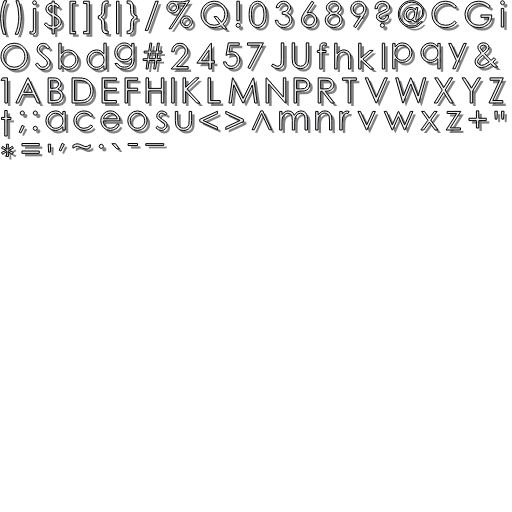 ()j$[]{|}/%Q!03689?@CGi
OSbdg#2457JUfhklpqy&
1ABDEFHIKLMNPRTVWXYZ
t;:aceosu<>^mnrvwxz+"
*='~